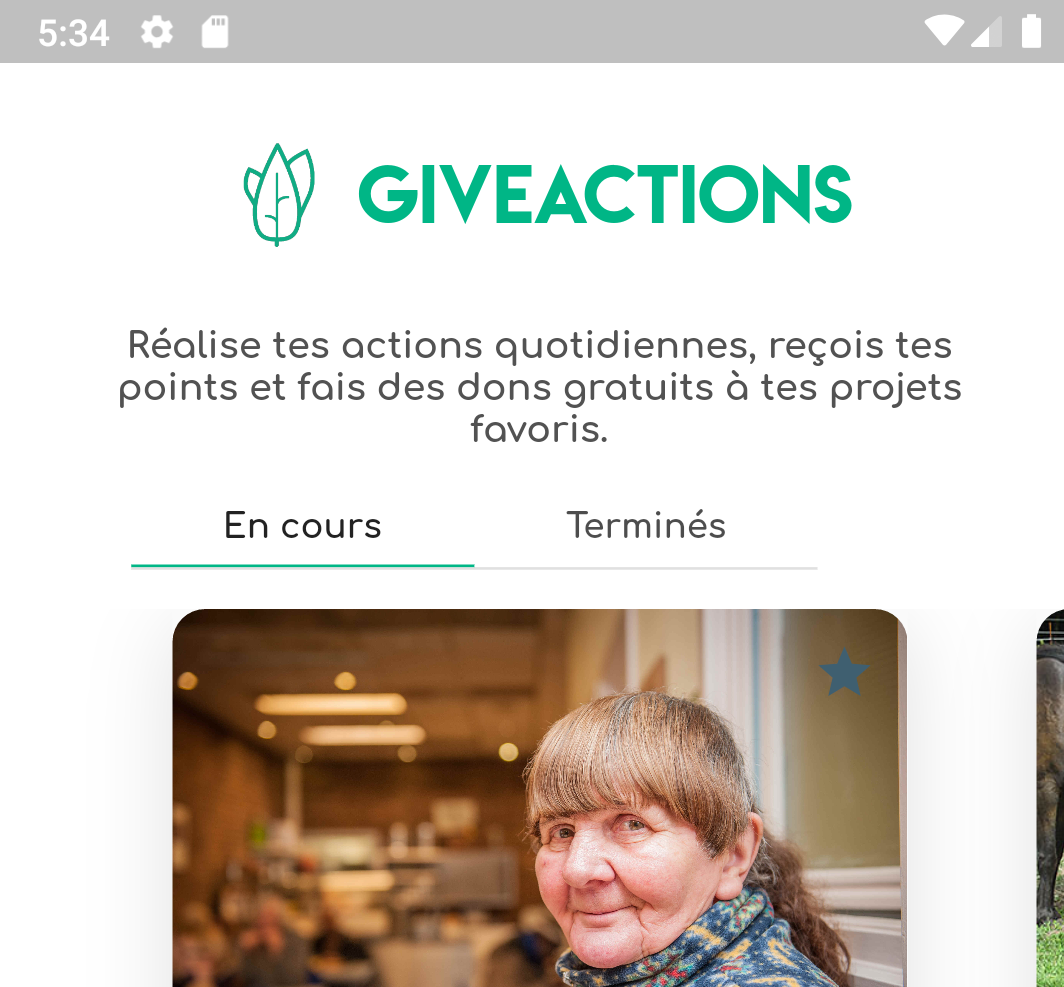 5:34
GIVEACTIONS
Réalise tes actions quotidiennes, reçois tes
points et fais des dons gratuits à tes projets
favoris.
En cours
Terminés